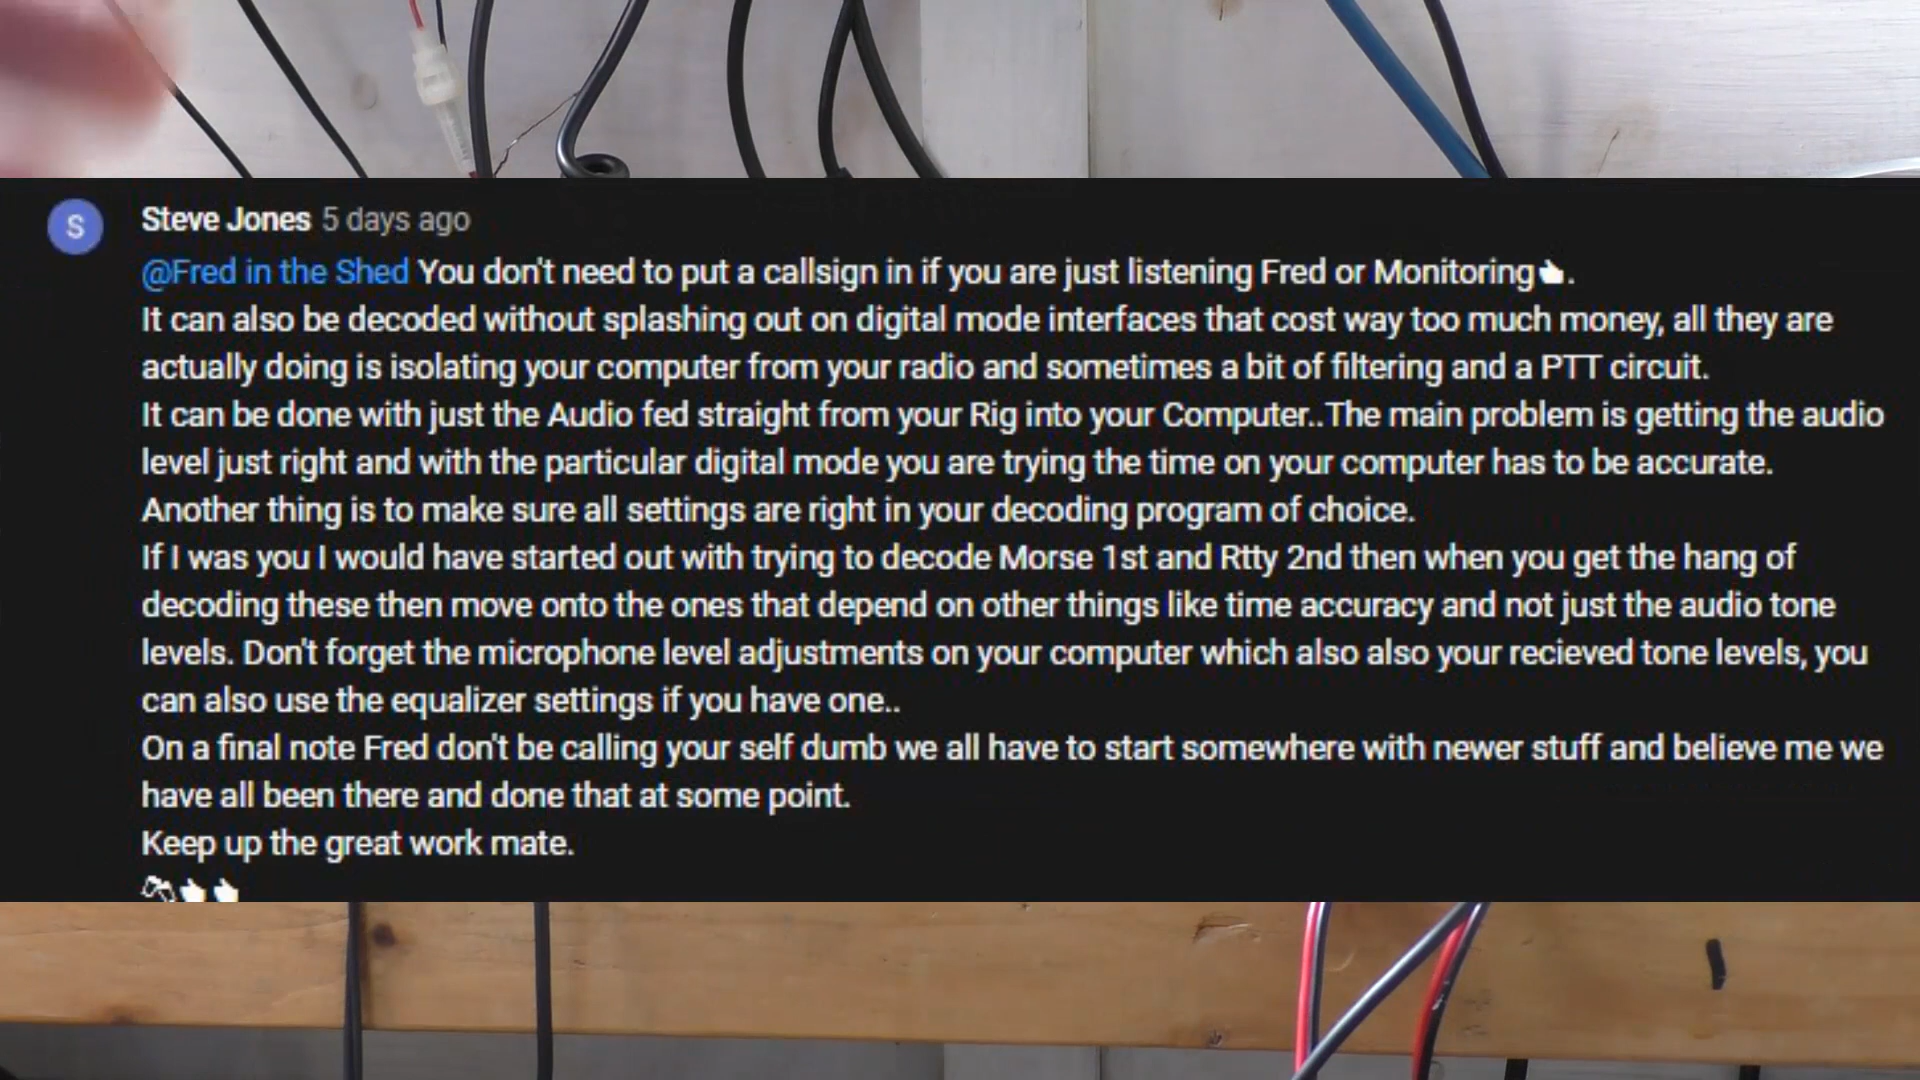 S
Steve Jones 5 days ago
@Fred in the Shed You don't need to put a callsign in if you are just listening Fred or Monitoring👍.
It can also be decoded without splashing out on digital mode interfaces that cost way too much money, all they are
actually doing is isolating your computer from your radio and sometimes a bit of filtering and a PTT circuit.
It can be done with just the Audio fed straight from your Rig into your Computer..The main problem is getting the audio
level just right and with the particular digital mode you are trying the time on your computer has to be accurate.
Another thing is to make sure all settings are right in your decoding program of choice.
If I was you I would have started out with trying to decode Morse 1st and Rtty 2nd then when you get the hang of
decoding these then move onto the ones that depend on other things like time accuracy and not just the audio tone
levels. Don't forget the microphone level adjustments on your computer which also also your recieved tone levels, you
can also use the equalizer settings if you have one..
On a final note Fred don't be calling your self dumb we all have to start somewhere with newer stuff and believe me we
have all been there and done that at some point.
Keep up the great work mate.
🍻👍👍